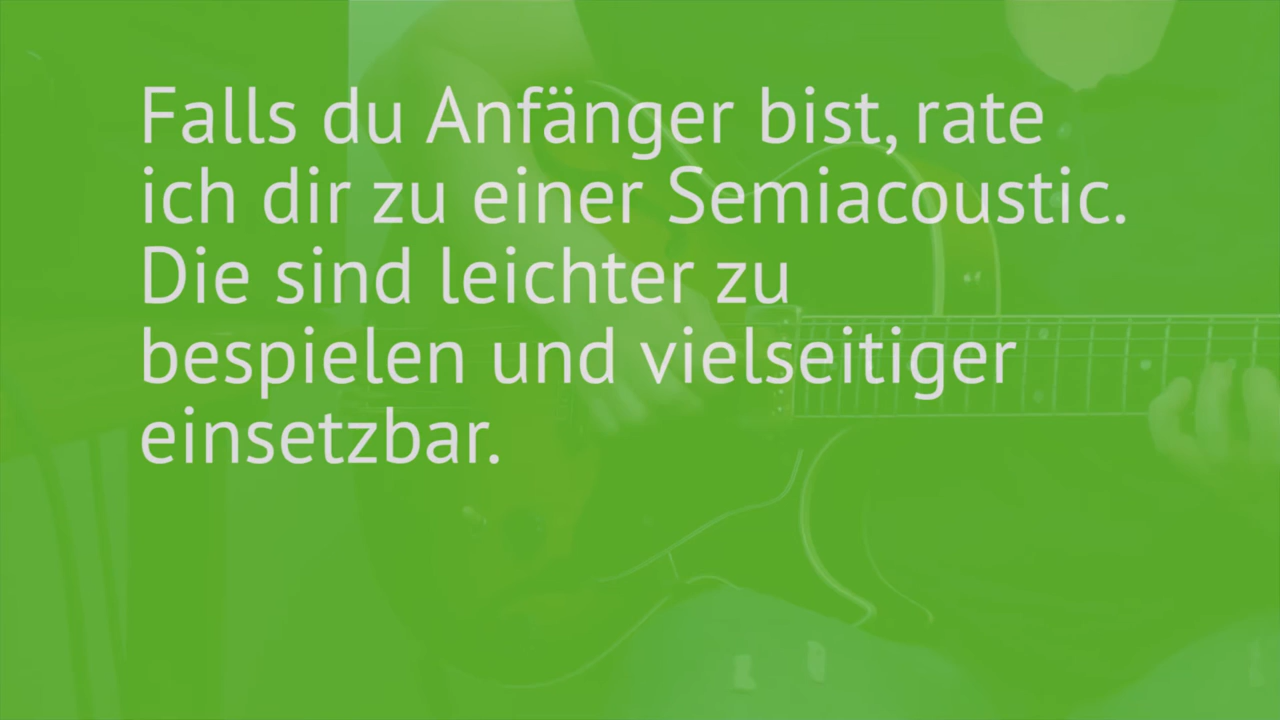 Falls du Anfänger bist, rate
ich dir zu einer Semiacoustic.
Die sind leichter zu
bespielen und vielseitiger
einsetzbar.